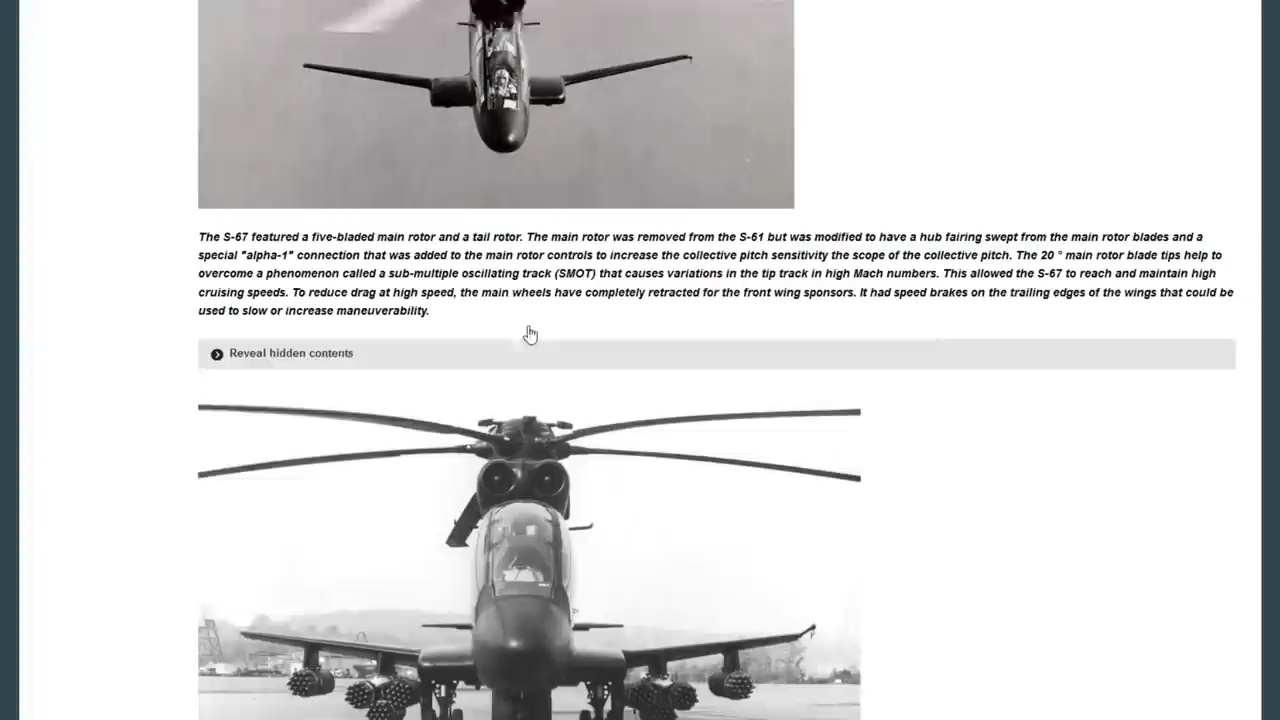 The S-67 featured a five-bladed main rotor and a tail rotor. The main rotor was removed from the S-61 but was modified to have a hub fairing swept from the main rotor blades and a
special "alpha-1" connection that was added to the main rotor controls to increase the collective pitch sensitivity the scope of the collective pitch. The 20 ° main rotor blade tips help to
overcome a phenomenon called a sub-multiple oscillating track (SMOT) that causes variations in the tip track in high Mach numbers. This allowed the S-67 to reach and maintain high
cruising speeds. To reduce drag at high speed, the main wheels have completely retracted for the front wing sponsors. It had speed brakes on the trailing edges of the wings that could be
used to slow or increase maneuverability.
Reveal hidden contents